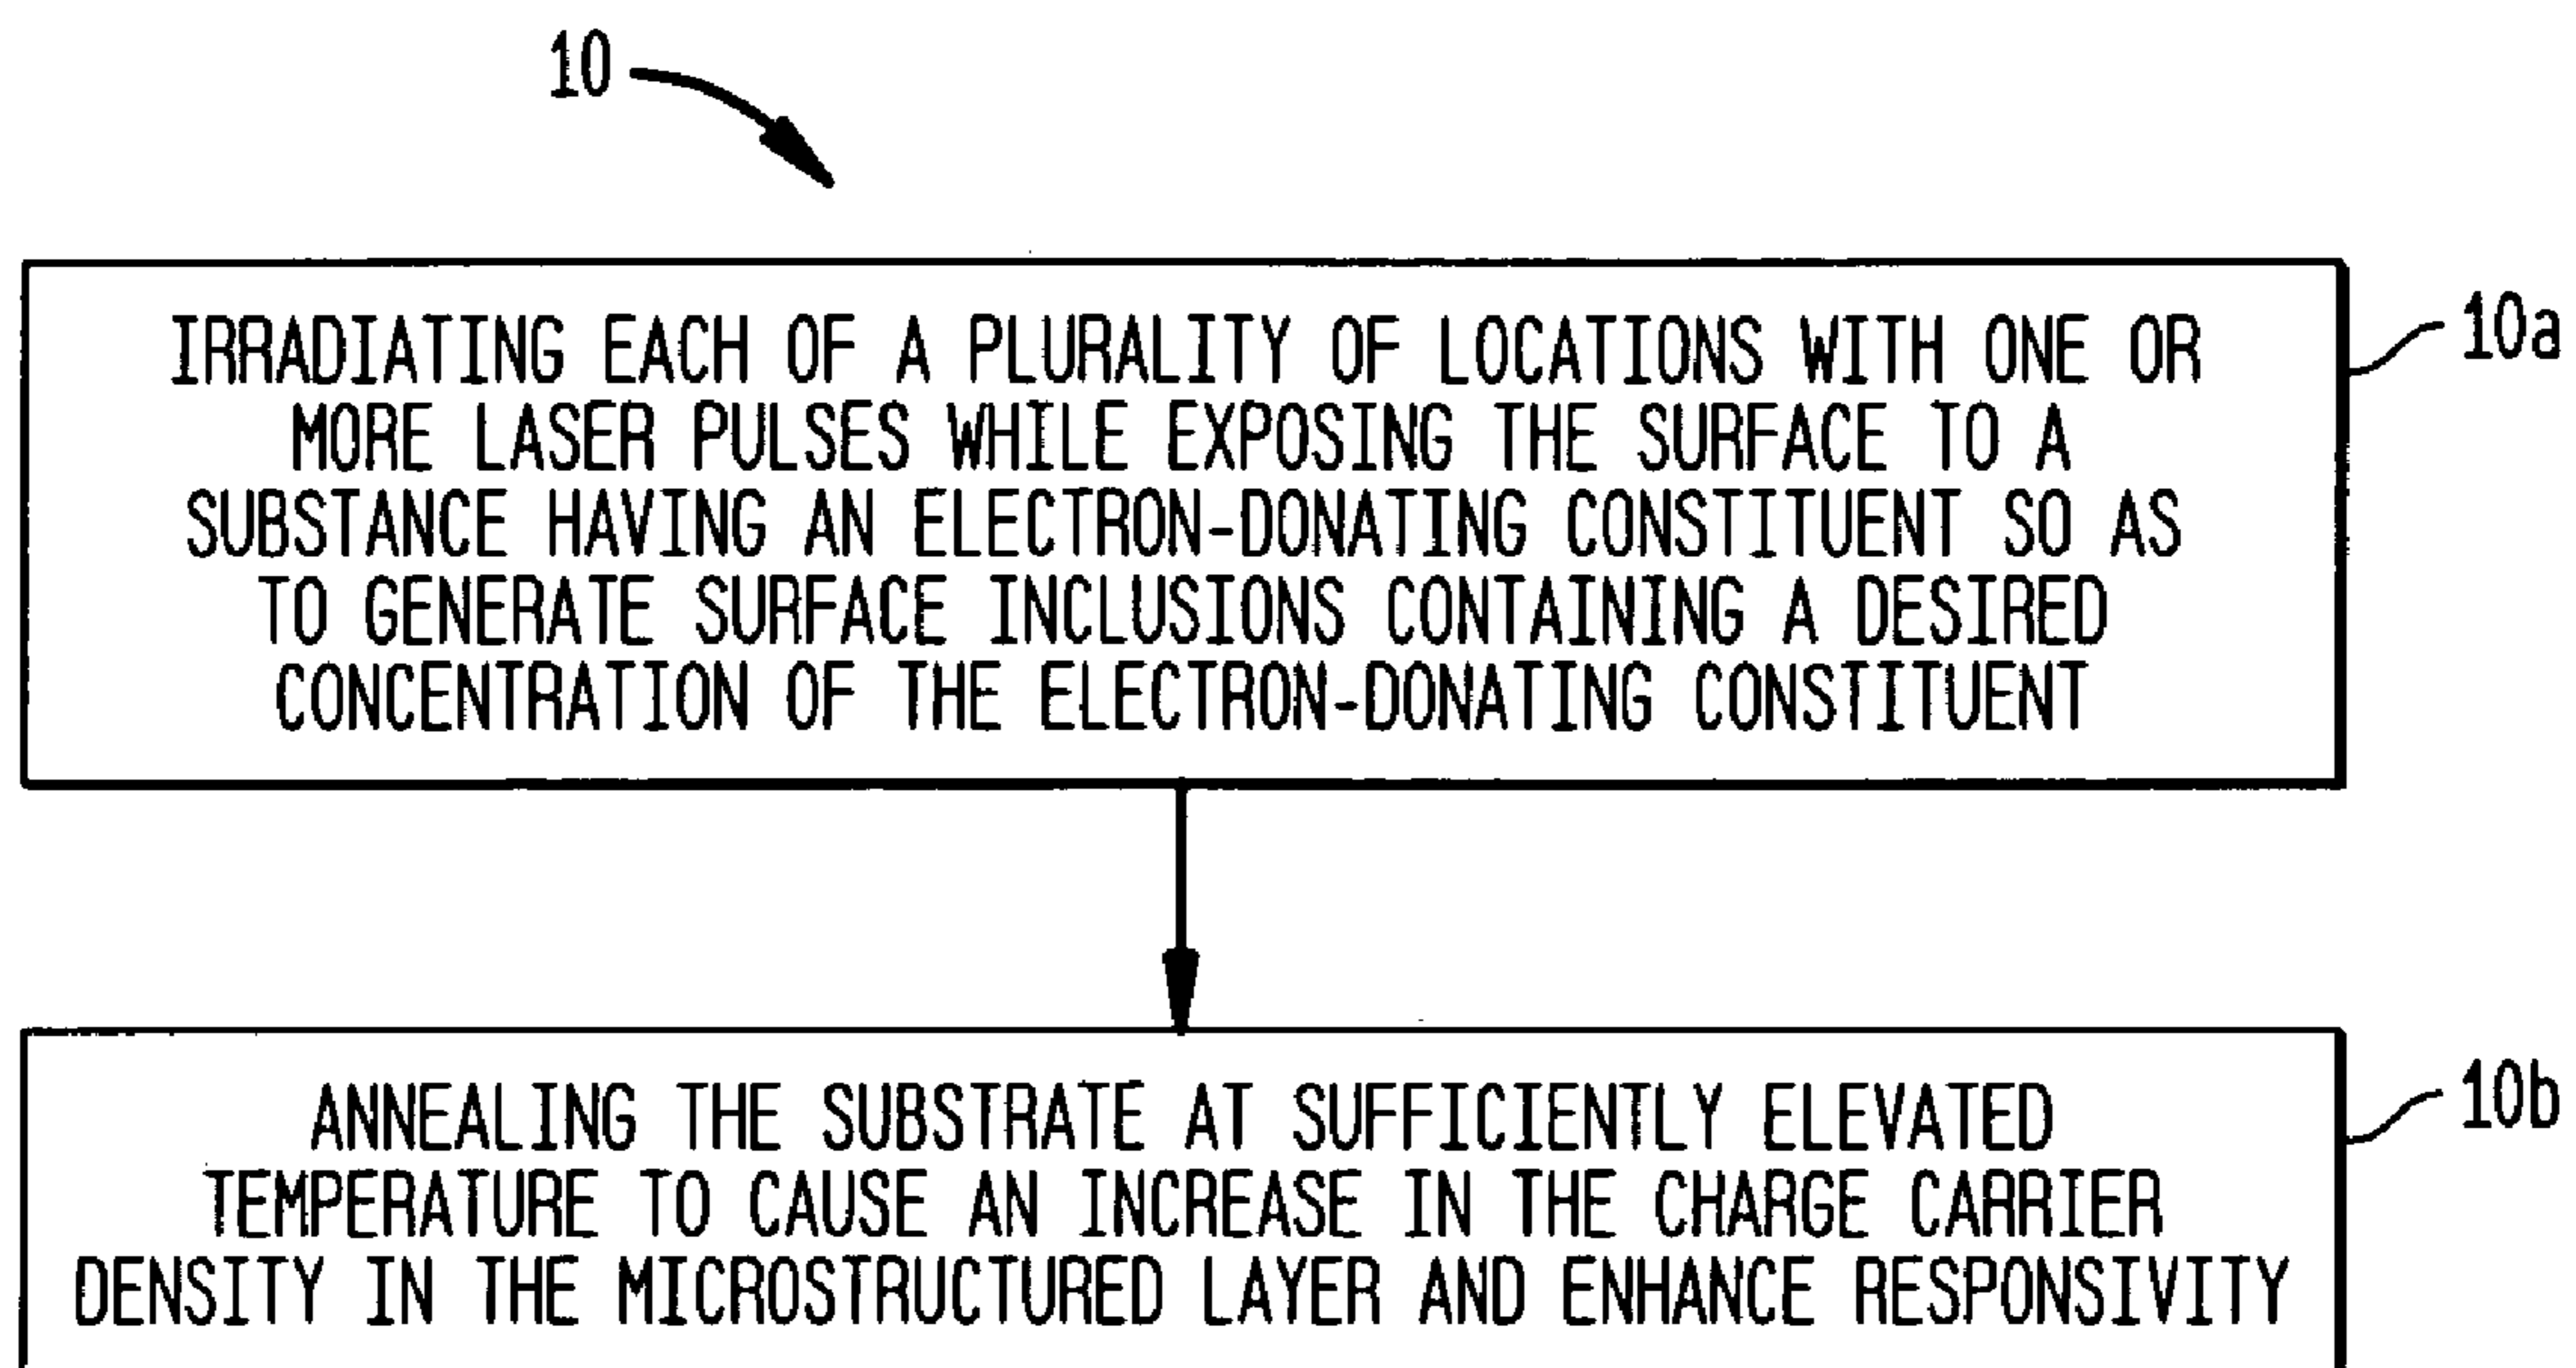 10
IRRADIATING EACH OF A PLURALITY OF LOCATIONS WITH ONE OR
MORE LASER PULSES WHILE EXPOSING THE SURFACE TO A
SUBSTANCE HAVING AN ELECTRON-DONATING CONSTITUENT SO AS
TO GENERATE SURFACE INCLUSIONS CONTAINING A DESIRED
CONCENTRATION OF THE ELECTRON-DONATING CONSTITUENT
10a
ANNEALING THE SUBSTRATE AT SUFFICIENTLY ELEVATED
TEMPERATURE TO CAUSE AN INCREASE IN THE CHARGE CARRIER
DENSITY IN THE MICROSTRUCTURED LAYER AND ENHANCE RESPONSIVITY
10b